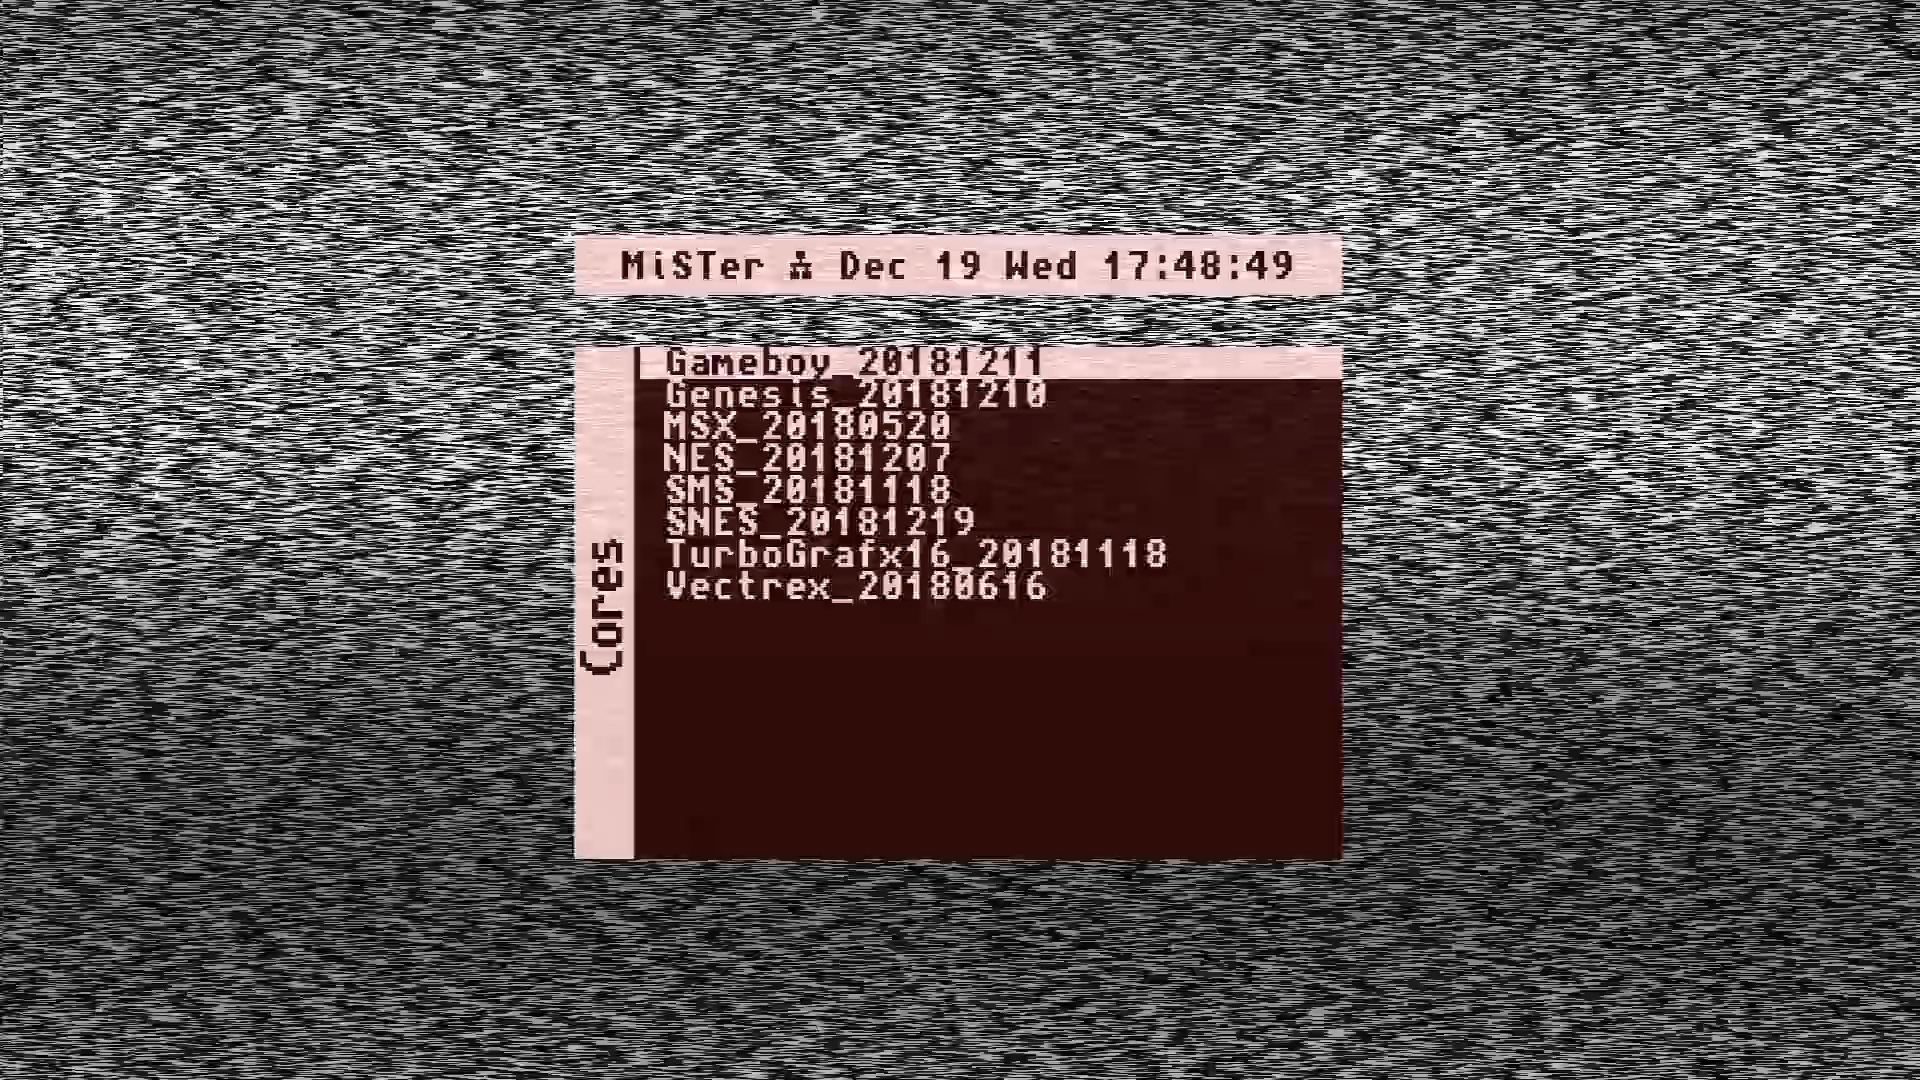 MiSTer Dec 19 Wed 17:48:49
Cores
Gameboy_20181211
Genesis_20181210
MSX_20180520
NES_20181207
SMS_20181118
SNES_20181219
TurboGrafx16_20181118
Vectrex_20180616